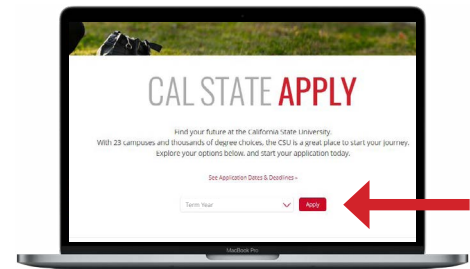 CAL STATE APPLY
Find your future at the California State University.
With 23 campuses and thousands of degree choices, the CSU is a great place to start your journey.
Explore your options below, and start your application today.
See Application Dates & Deadlines »
Term Year
Apply
MacBook Pro